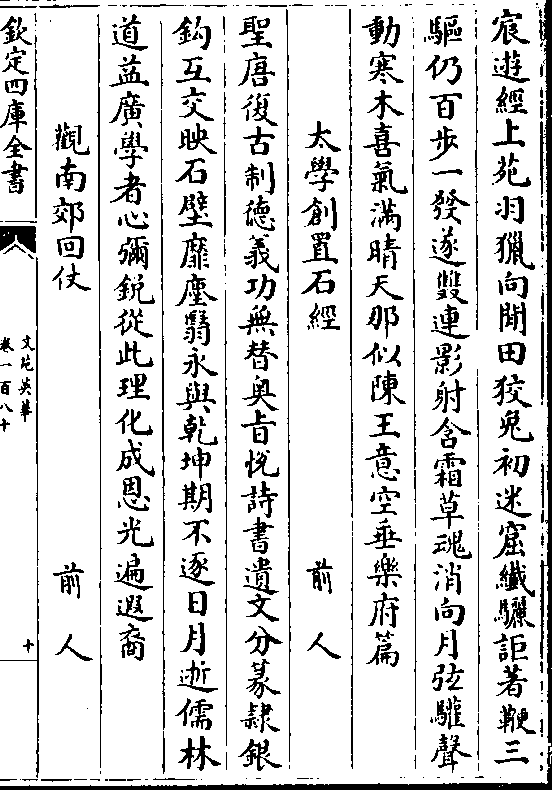 宸遊經上苑羽獵向閒田狡兔初迷窟纖驪詎著鞭三
驅仍百步一發遂雙連影射含霜草魂消向月弦驩聲
動寒木喜氣滿晴天那似陳王意空垂樂府篇
太學創置石經 前人
聖唐復古制德義功無替奥旨悅詩書遺文分篆隷銀
鈎互交映石壁靡塵翳永與乾坤期不逐日月逝儒林
道益廣學者心彌鋭從此理化成恩光遍遐裔
觀南郊回仗 前人
欽定四庫全書
文苑英華
卷一百八十
十